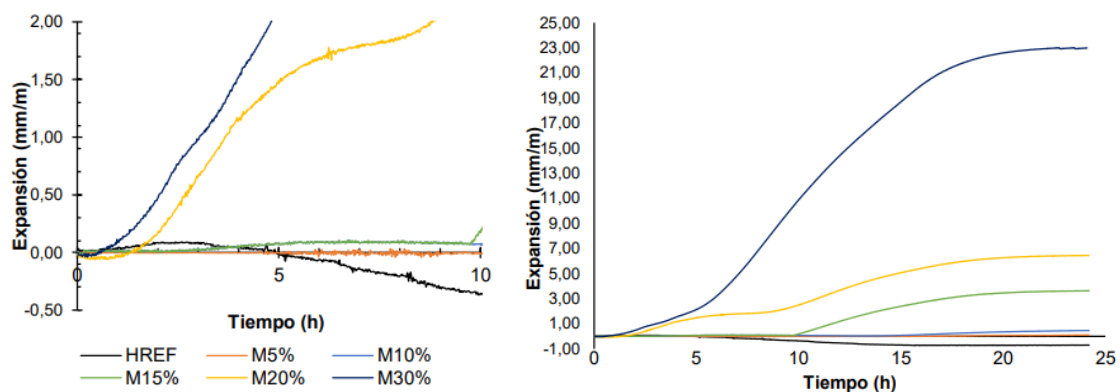 Expansión (mm/m)
2,00
1,50
1,00
0,50
0,00
-0,50
0
5
10
Tiempo (h)
HREF
M5%
M10%
M15%
M20%
M30%
Expansión (mm/m)
25,00
23,00
21,00
19,00
17,00
15,00
13,00
11,00
9,00
7,00
5,00
3,00
1,00
-1,00
0
5
10
15
20
25
Tiempo (h)